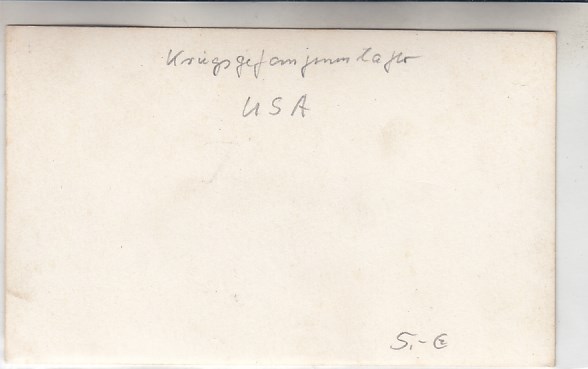 Kriegsgefangenenlager
USA
5.- €